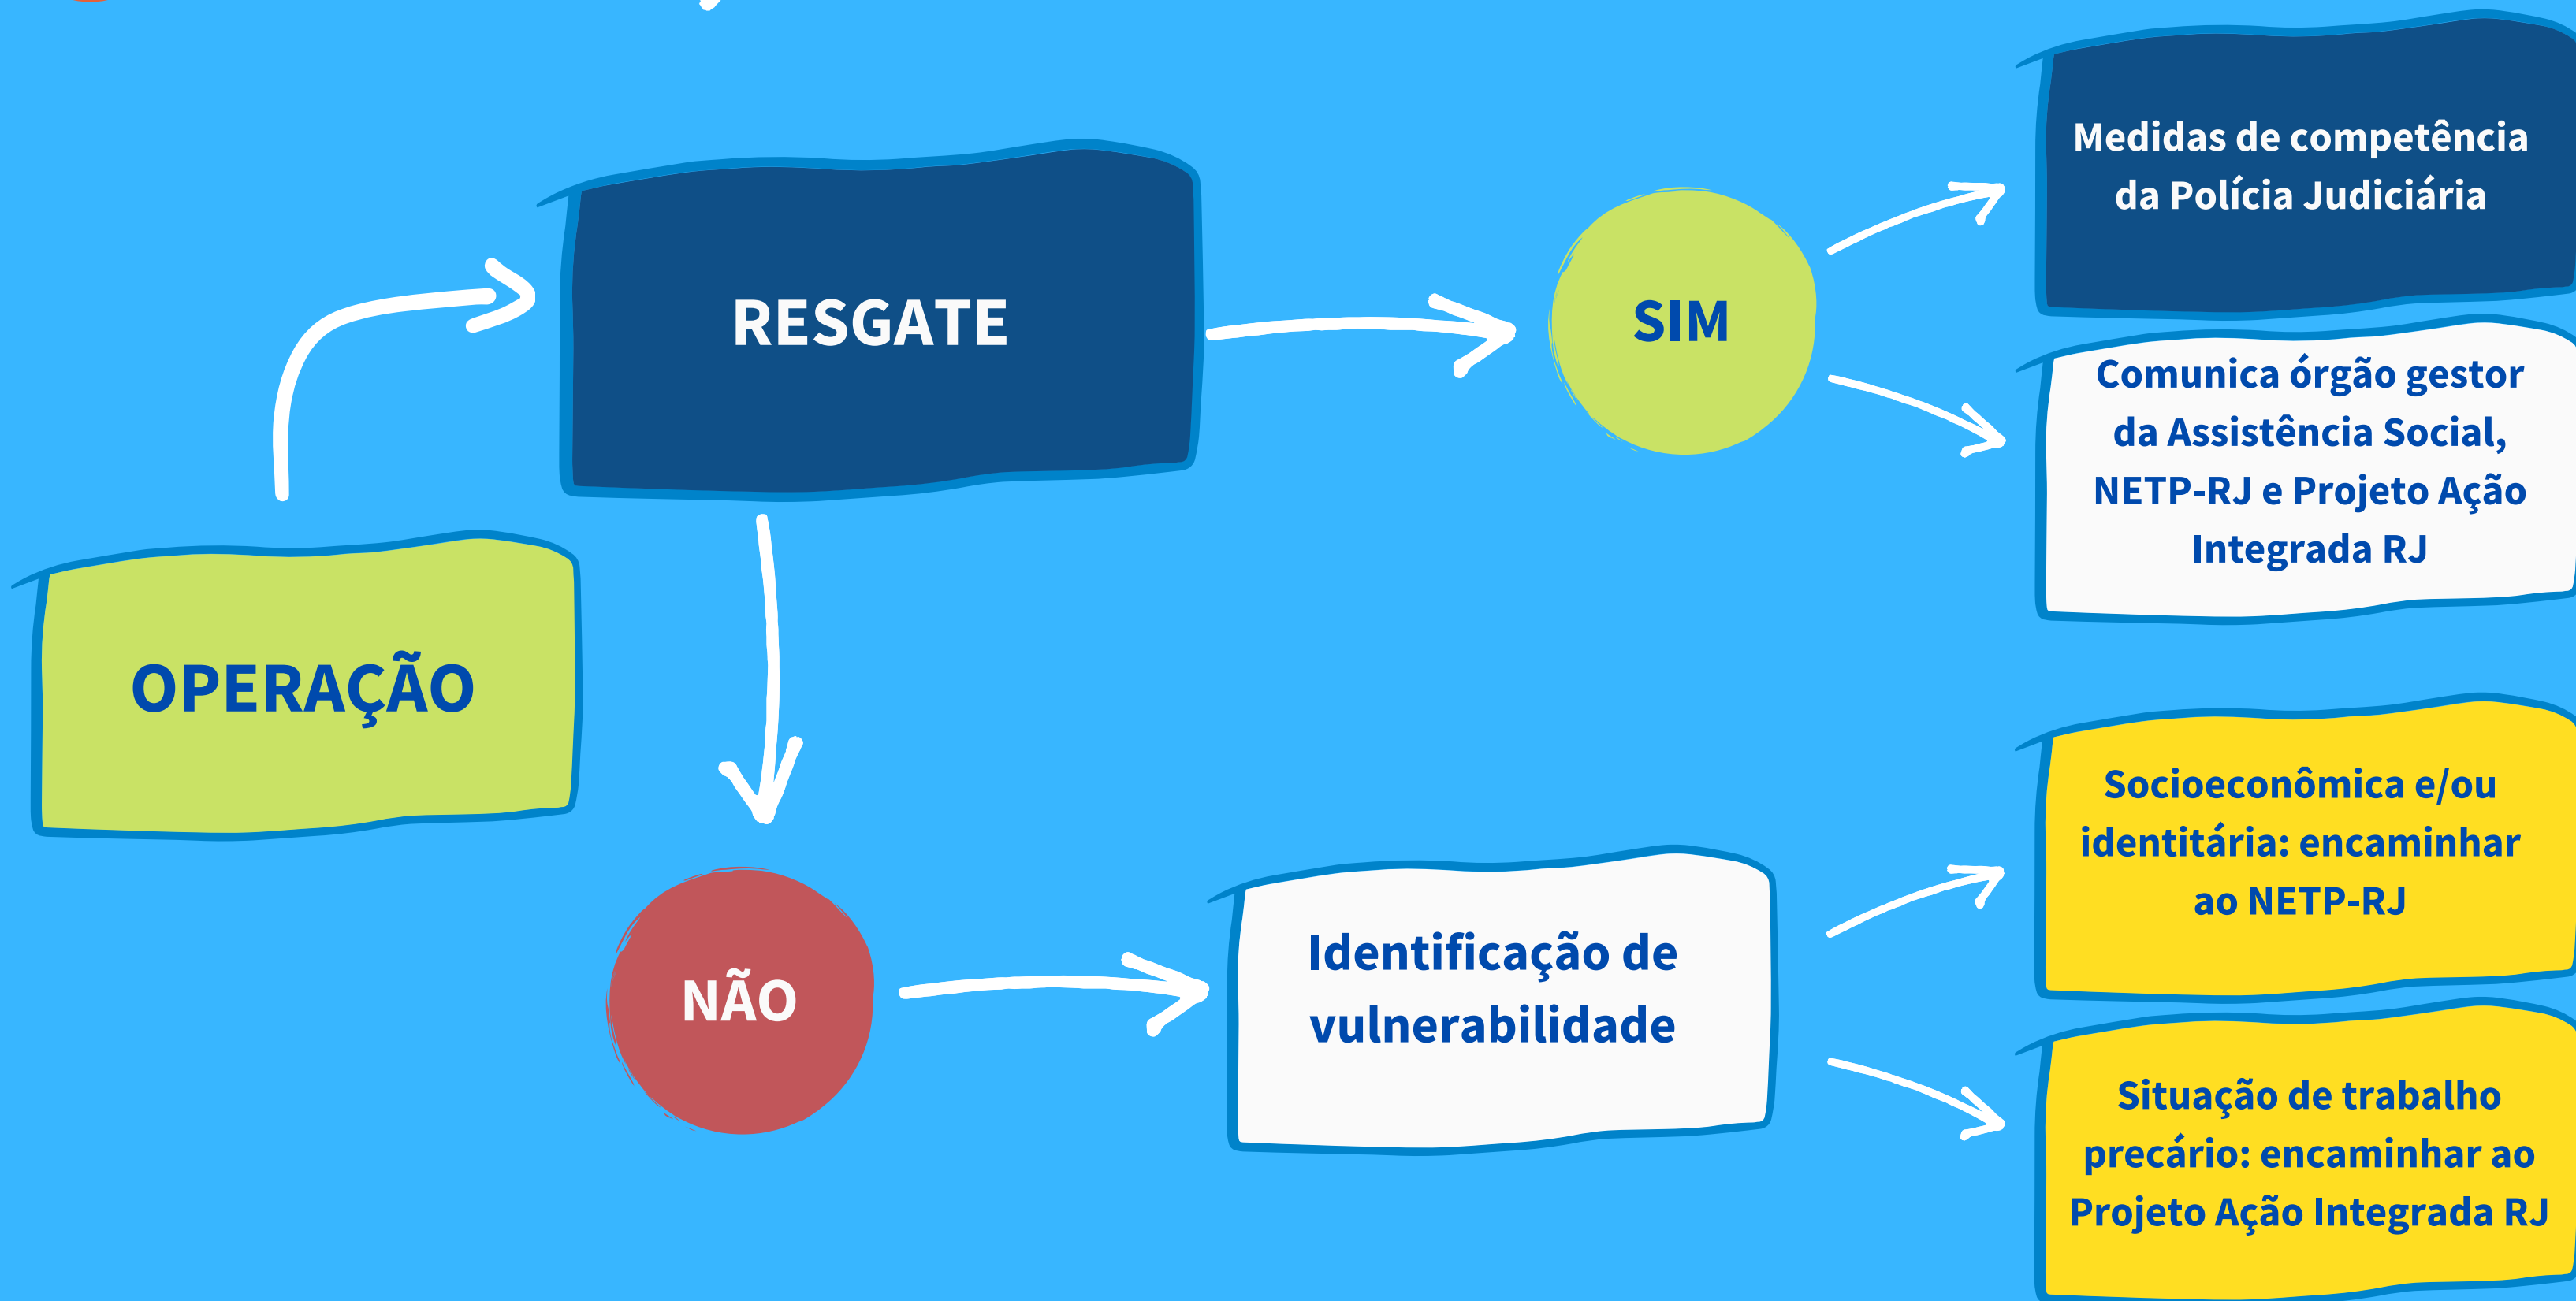 Medidas de competência
da Polícia Judiciária
RESGATE
SIM
Comunica órgão gestor
da Assistência Social,
NETP-RJ e Projeto Ação
Integrada RJ
OPERAÇÃO
NÃO
Identificação de
vulnerabilidade
Socioeconômica e/ou
identitária: encaminhar
ao NETP-RJ
Situação de trabalho
precário: encaminhar ao
Projeto Ação Integrada RJ